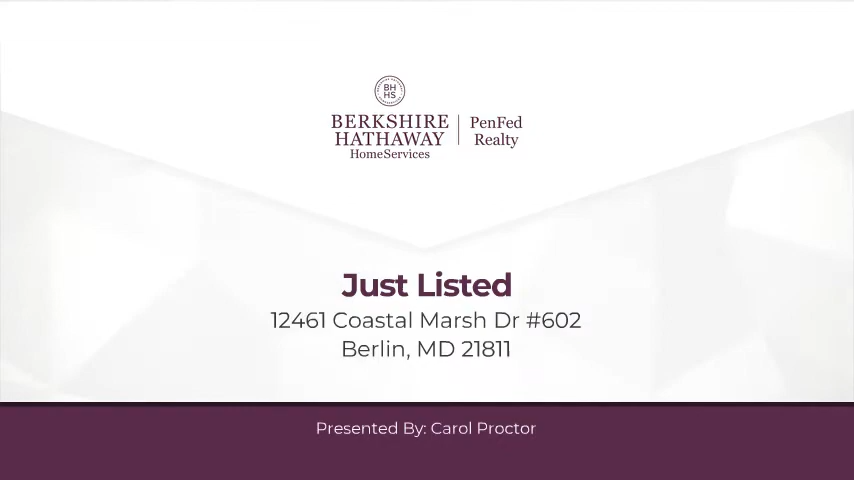 BH
HS
BERKSHIRE
HATHAWAY
HomeServices
PenFed
Realty
Just Listed
12461 Coastal Marsh Dr #602
Berlin, MD 21811
Presented By: Carol Proctor